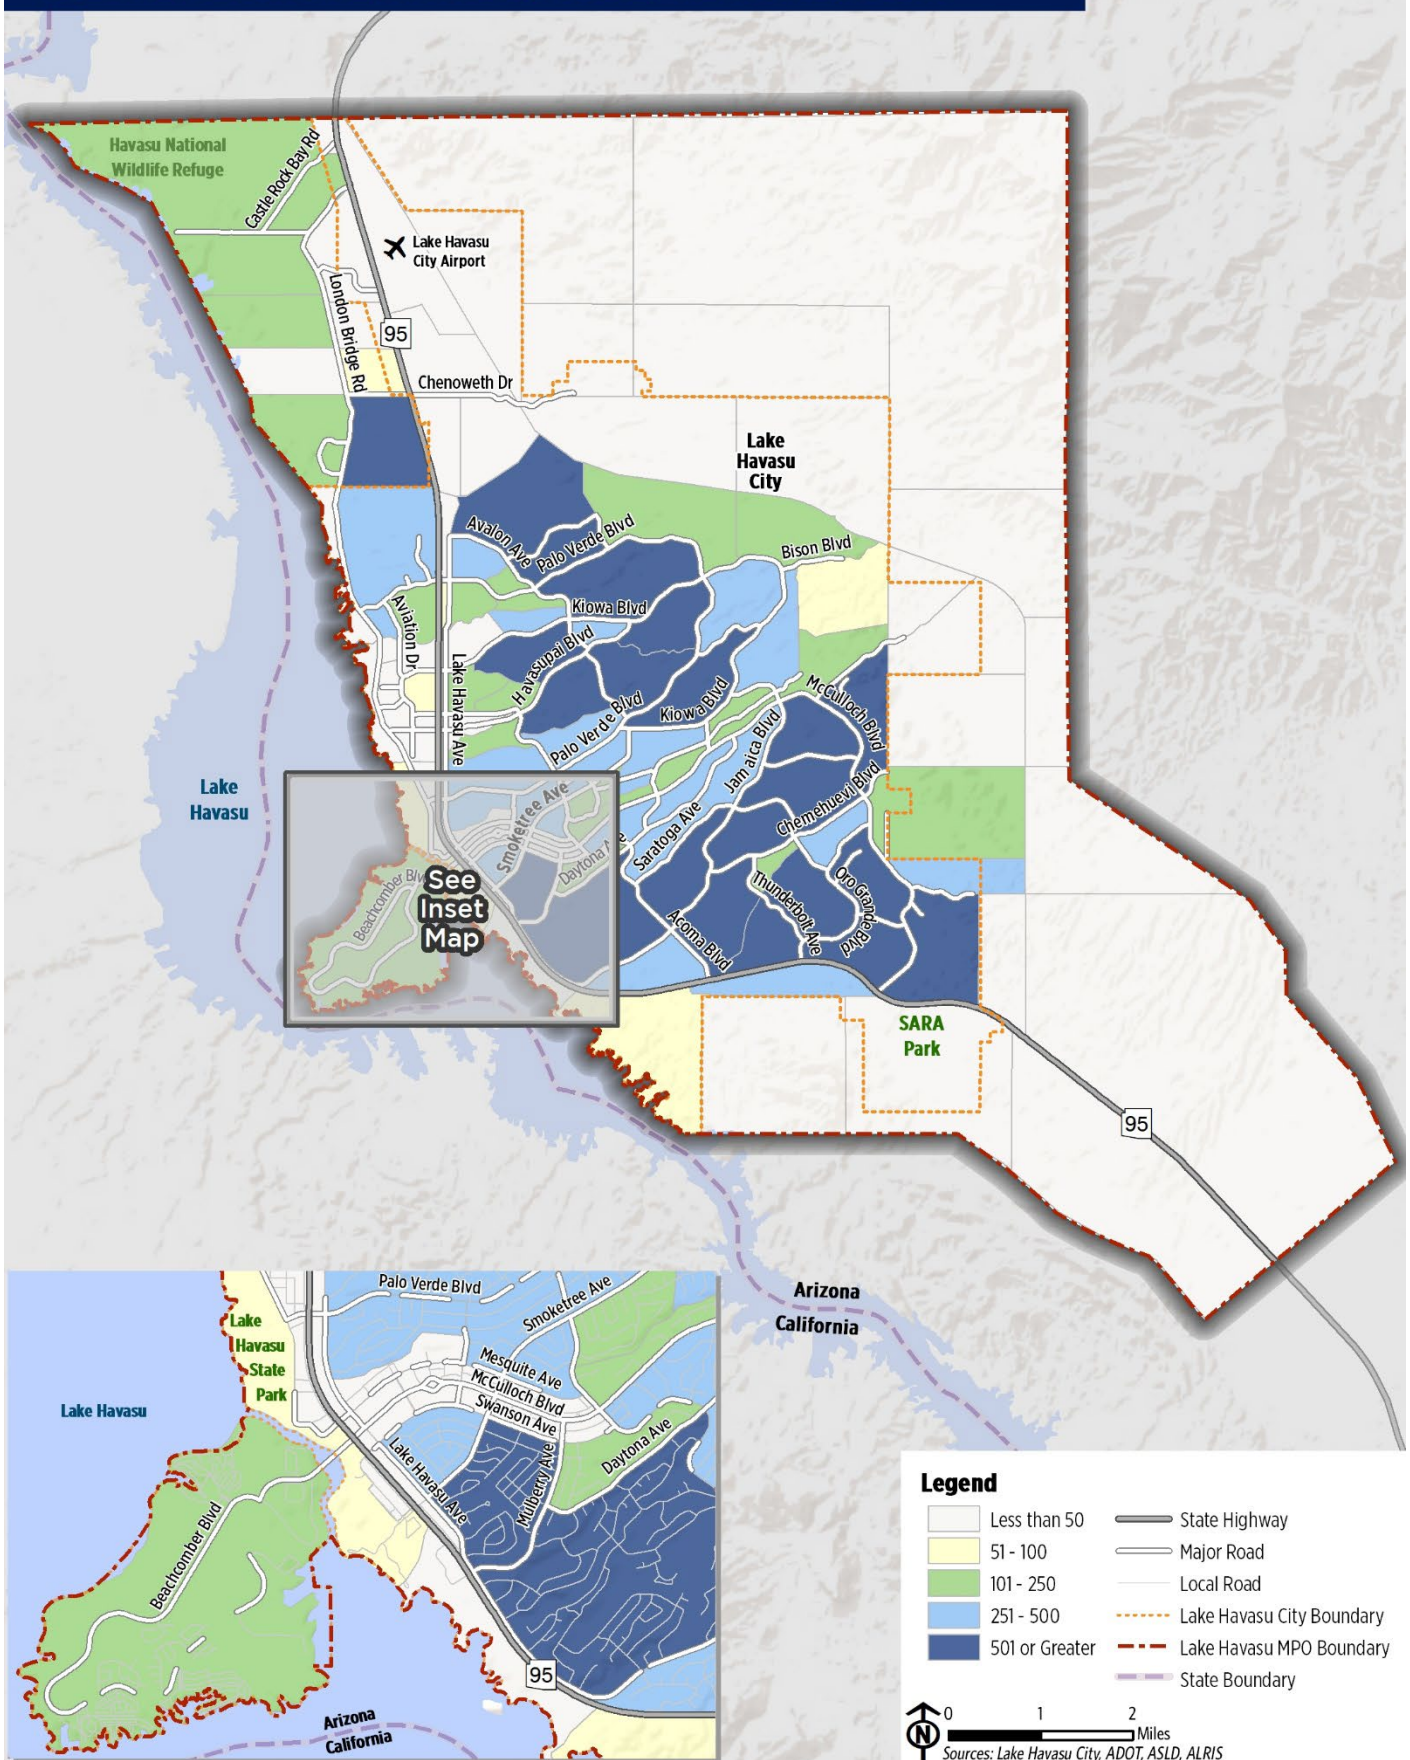 Havasu National
Wildlife Refuge
Castle Rock Bay Rd
Lake Havasu
City Airport
London Bridge Rd
95
Chenoweth Dr
Lake
Havasu
City
Avalon Ave
Palo Verde Blvd
Bison Blvd
Kiowa Blvd
Aviation Dr
Havasupai Blvd
Lake Havasu Ave
McCulloch Blvd
Kiowa Blvd
Palo Verde Blvd
Jamaica Blvd
Lake
Havasu
Chemehuevi Blvd
Smoketree Ave
Saratoga Ave
Daytona Ave
Beachcomber Blvd
See
Inset
Map
Thunderbolt Ave
Oro Grande Blvd
Acoma Blvd
SARA
Park
95
Arizona
California
Palo Verde Blvd
Smoketree Ave
Lake
Havasu
State
Park
Mesquite Ave
McCulloch Blvd
Swanson Ave
Lake Havasu
Lake Havasu Ave
Mulberry Ave
Daytona Ave
Beachcomber Blvd
95
Arizona
California
Legend
Less than 50
51 - 100
101 - 250
251 - 500
501 or Greater
State Highway
Major Road
Local Road
Lake Havasu City Boundary
Lake Havasu MPO Boundary
State Boundary
N
0 1 2
Miles
Sources: Lake Havasu City, ADOT, ASLD, ALRIS